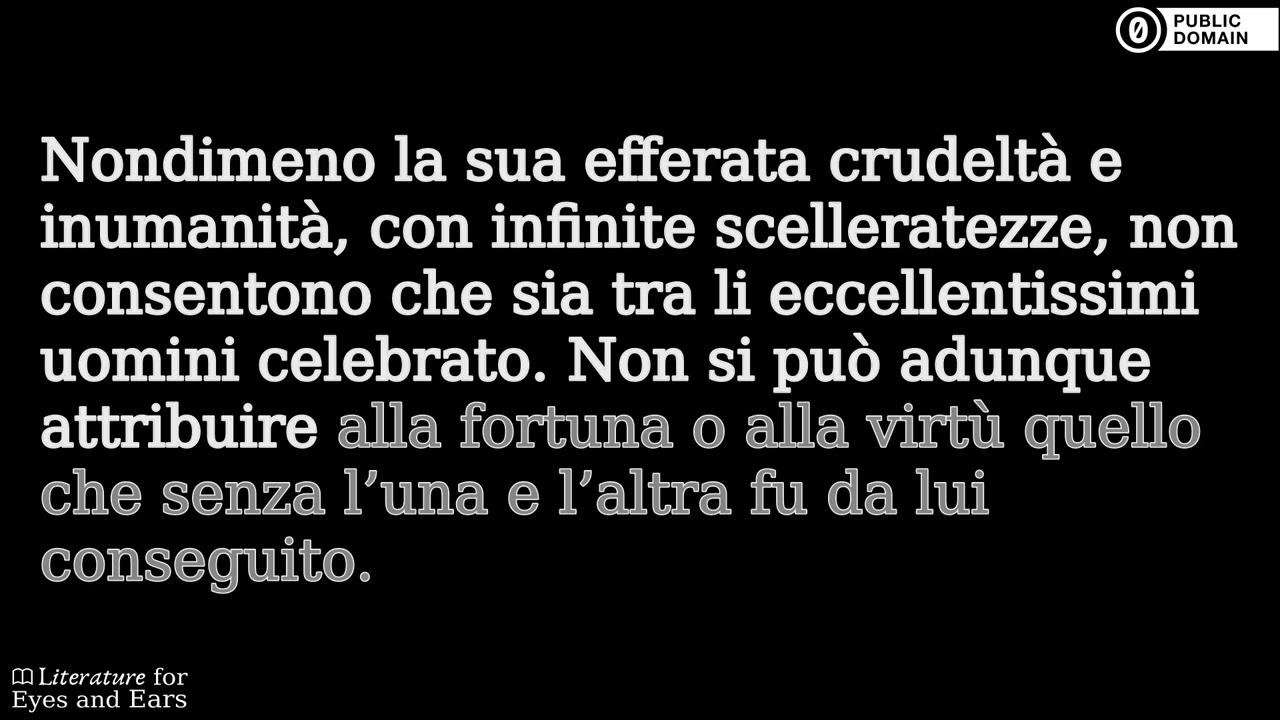 PUBLIC
DOMAIN
Nondimeno la sua efferata crudeltà e
inumanità, con infinite scelleratezze, non
consentono che sia tra li eccellentissimi
uomini celebrato. Non si può adunque
attribuire alla fortuna o alla virtù quello
che senza l’una e l’altra fu da lui
conseguito.
Literature for
Eyes and Ears